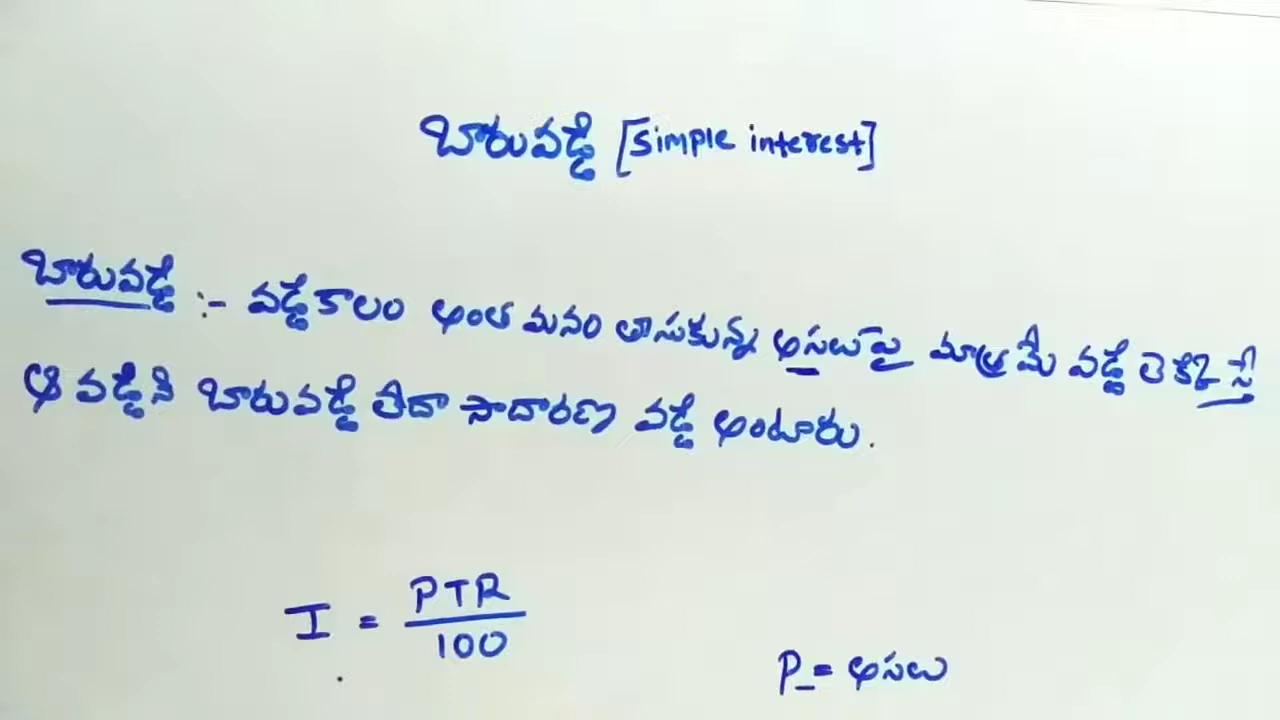 బారువడ్డీ [Simple interest]
బారువడ్డీ :- వడ్డీకాలం అంత మనం తీసుకున్న అసలుపై మాత్రమే వడ్డీ లెక్కిస్తే
ఆ వడ్డీని బారువడ్డీ లేదా సాదారణ వడ్డీ అంటారు.
I = PTR/100
P = అసలు